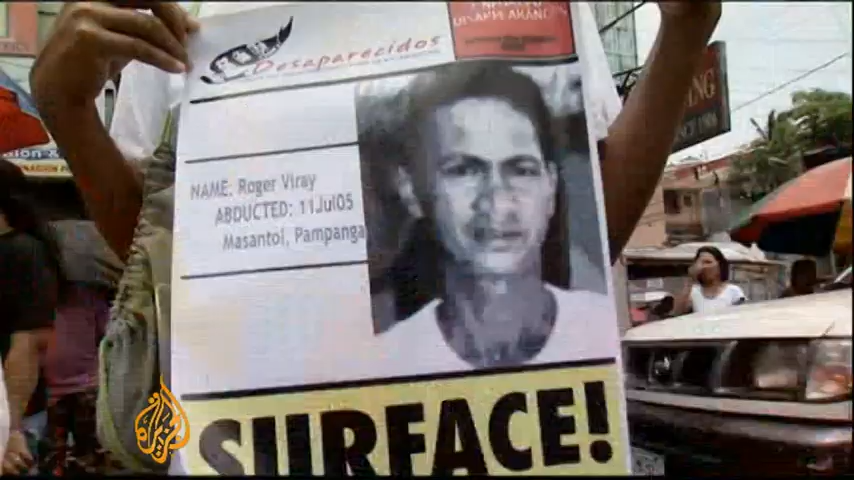 Desaparecidos
NAME: Roger Viray
ABDUCTED: 11Jul05
Masantol, Pampanga
SURFACE!